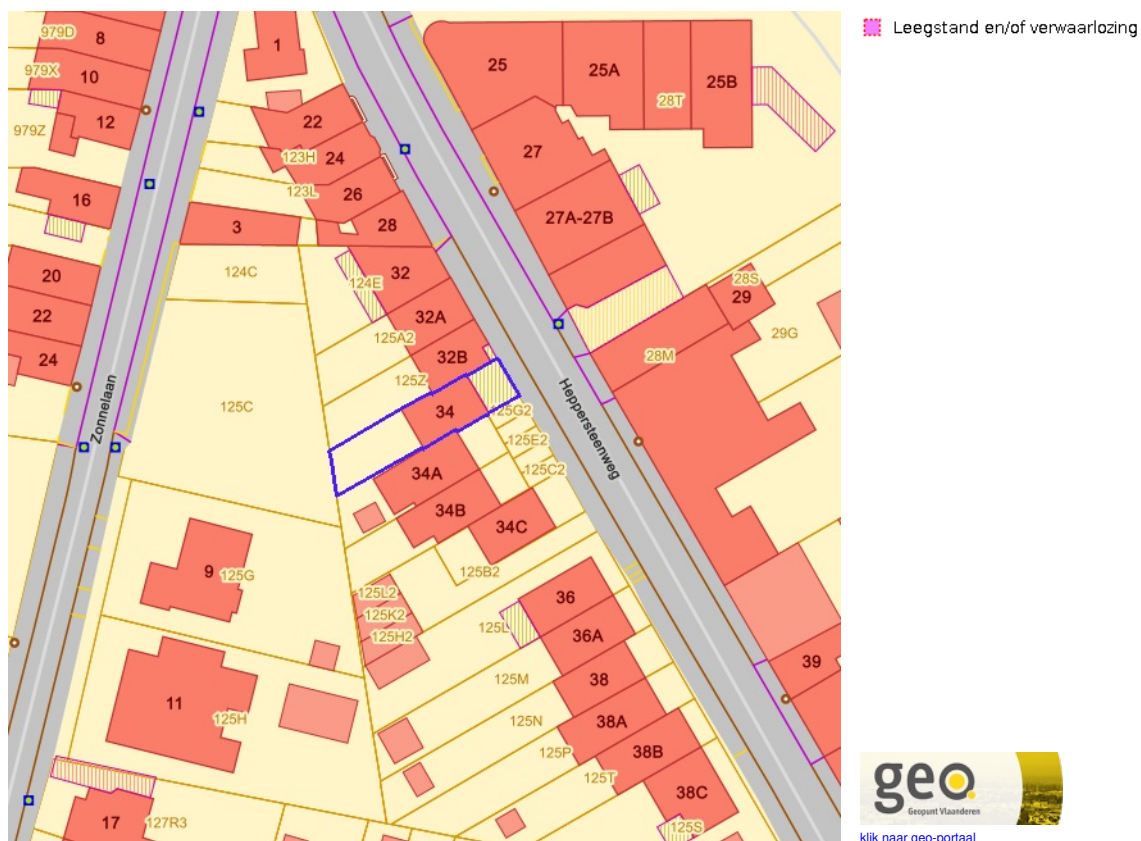 Leegstand en/of verwaarlozing
979D
8
1
979X
10
25
25A
25B
28T
12
979Z
22
27
123H
24
16
123L
26
27A-27B
3
28
20
124C
124E
32
28S
29
22
32A
29G
125A2
28M
24
32B
125Z
Zonnelaan
125C
34
125G2
Heppersteenweg
125E2
34A
125C2
34B
34C
9
125G
125B2
125L2
36
125K2
125L
36A
125H2
39
125M
38
11
125H
125N
38A
125P
38B
125T
38C
17
127R3
125S
geo.
Geopunt Vlaanderen
klik naar geo-portaal